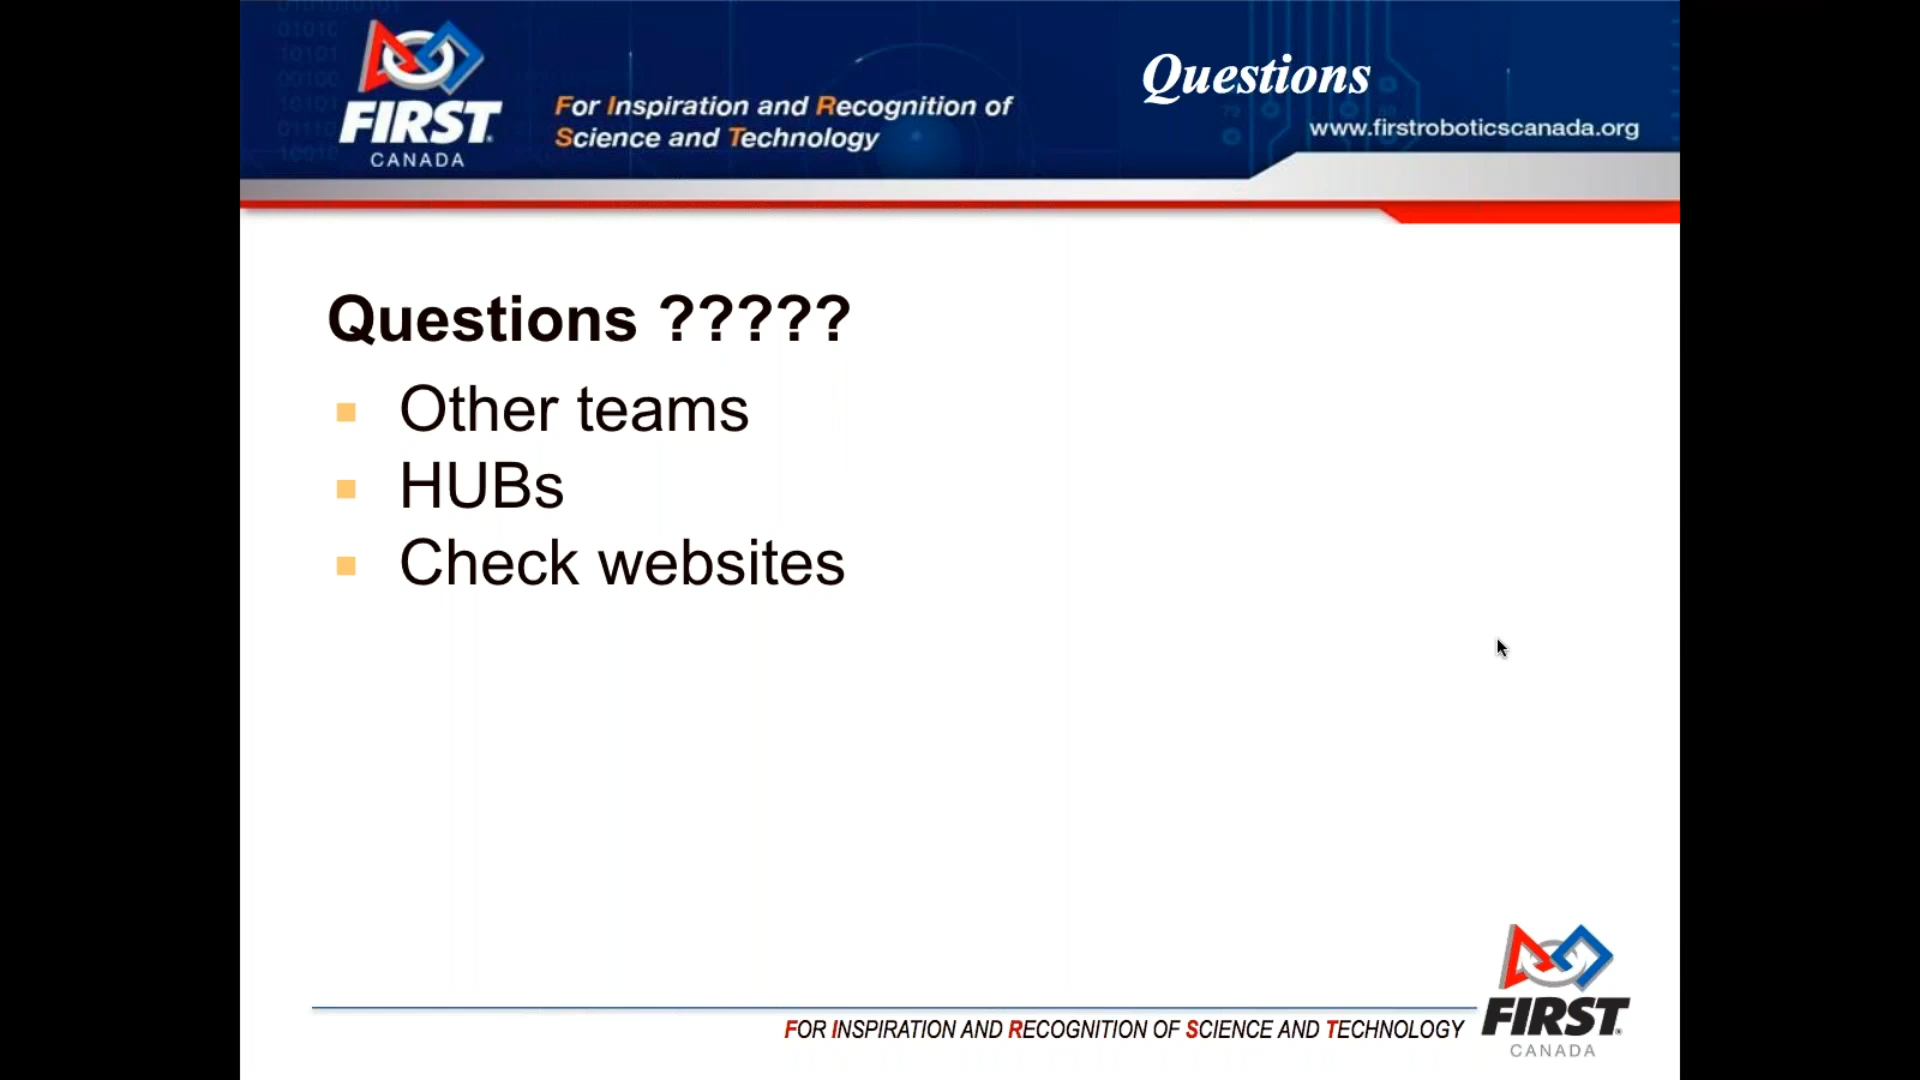 FIRST
CANADA
For Inspiration and Recognition of
Science and Technology
Questions
www.firstroboticscanada.org
Questions ?????
Other teams
HUBs
Check websites
FOR INSPIRATION AND RECOGNITION OF SCIENCE AND TECHNOLOGY
FIRST
CANADA